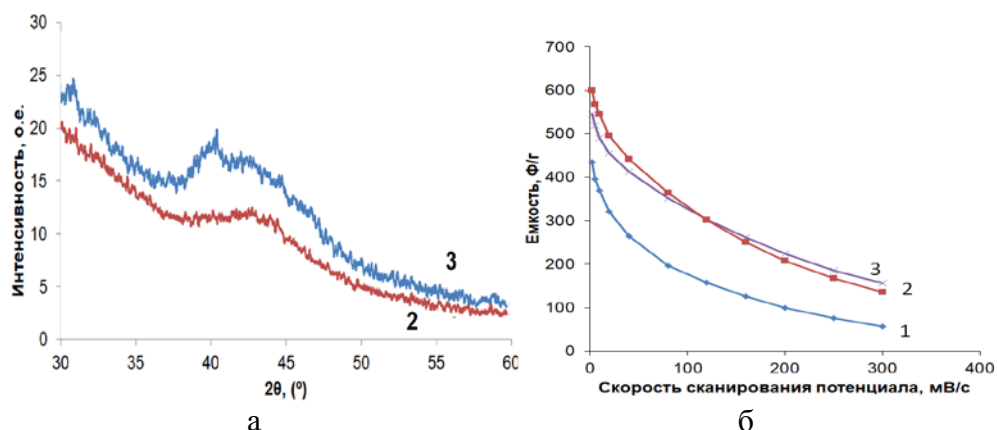 Интенсивность, о.е.
30
25
20
15
10
5
0
3
2
30 35 40 45 50 55 60
2θ, (º)
а
Емкость, Ф/г
700
600
500
400
300
200
100
0
3
2
1
0 100 200 300 400
Скорость сканирования потенциала, мВ/с
б